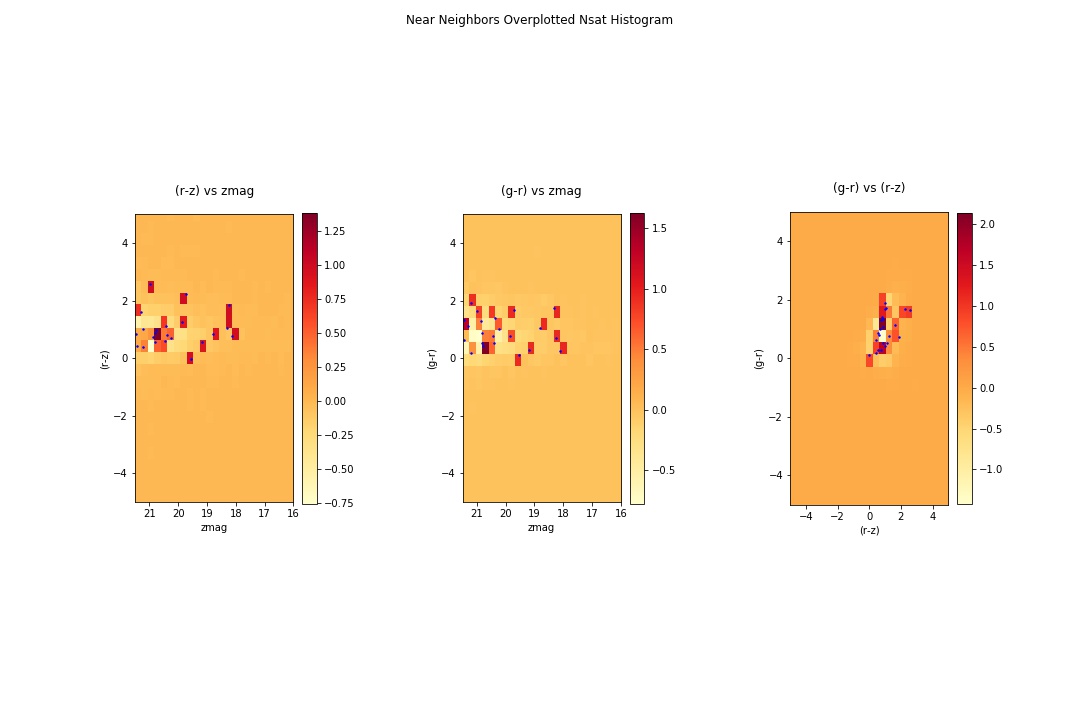 Near Neighbors Overplotted Nsat Histogram
(r-z) vs zmag
(g-r) vs zmag
(g-r) vs (r-z)
4
2
0
−2
−4
(r-z)
21 20 19 18 17 16
zmag
1.25
1.00
0.75
0.50
0.25
0.00
−0.25
−0.50
−0.75
4
2
0
−2
−4
(g-r)
21 20 19 18 17 16
zmag
1.5
1.0
0.5
0.0
−0.5
4
2
0
−2
−4
(g-r)
−4 −2 0 2 4
(r-z)
2.0
1.5
1.0
0.5
0.0
−0.5
−1.0